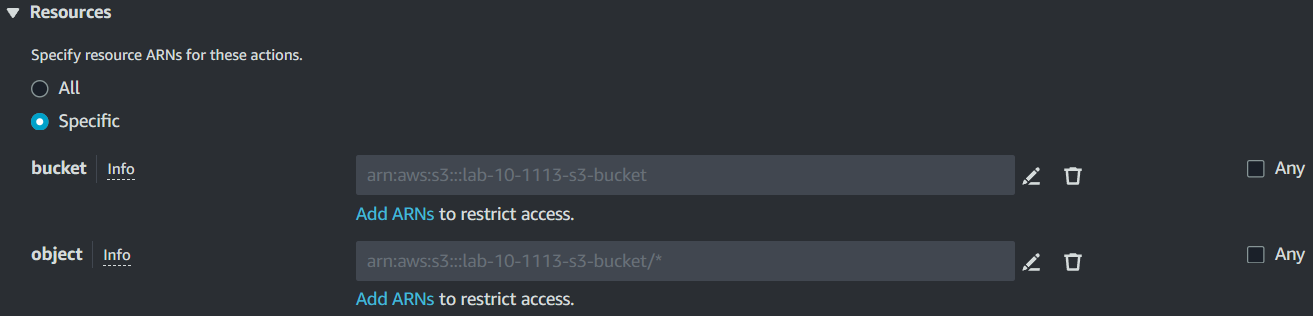 Resources
Specify resource ARNs for these actions.
All
Specific
bucket Info arn:aws:s3:::lab-10-1113-s3-bucket Any
Add ARNs to restrict access.
object Info arn:aws:s3:::lab-10-1113-s3-bucket/* Any
Add ARNs to restrict access.